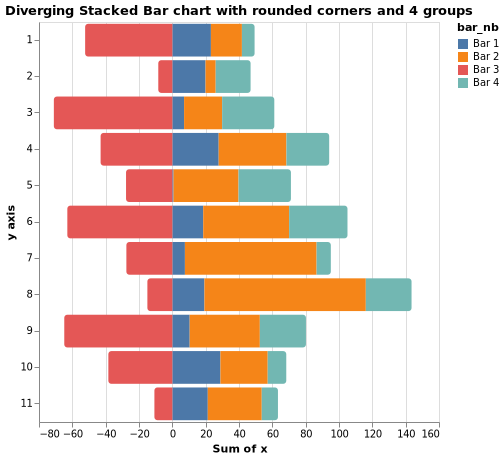 Diverging Stacked Bar chart with rounded corners and 4 groups
bar_nb
Bar 1
Bar 2
Bar 3
Bar 4
y axis
1
2
3
4
5
6
7
8
9
10
11
−80 −60 −40 −20 0 20 40 60 80 100 120 140 160
Sum of x